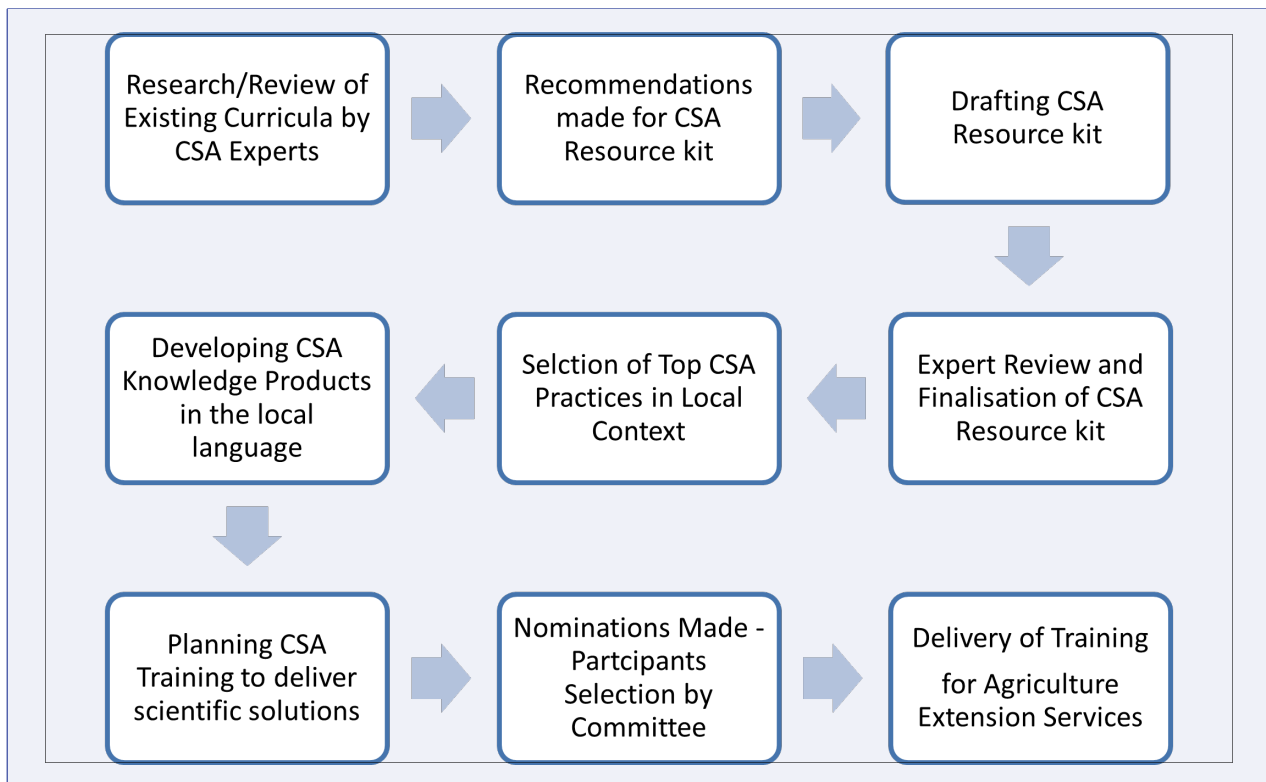 Research/Review of
Existing Curricula by
CSA Experts
Recommendations
made for CSA
Resource kit
Drafting CSA
Resource kit
Expert Review and
Finalisation of CSA
Resource kit
Selction of Top CSA
Practices in Local
Context
Developing CSA
Knowledge Products
in the local
language
Planning CSA
Training to deliver
scientific solutions
Nominations Made -
Partcipants
Selection by
Committee
Delivery of Training
for Agriculture
Extension Services